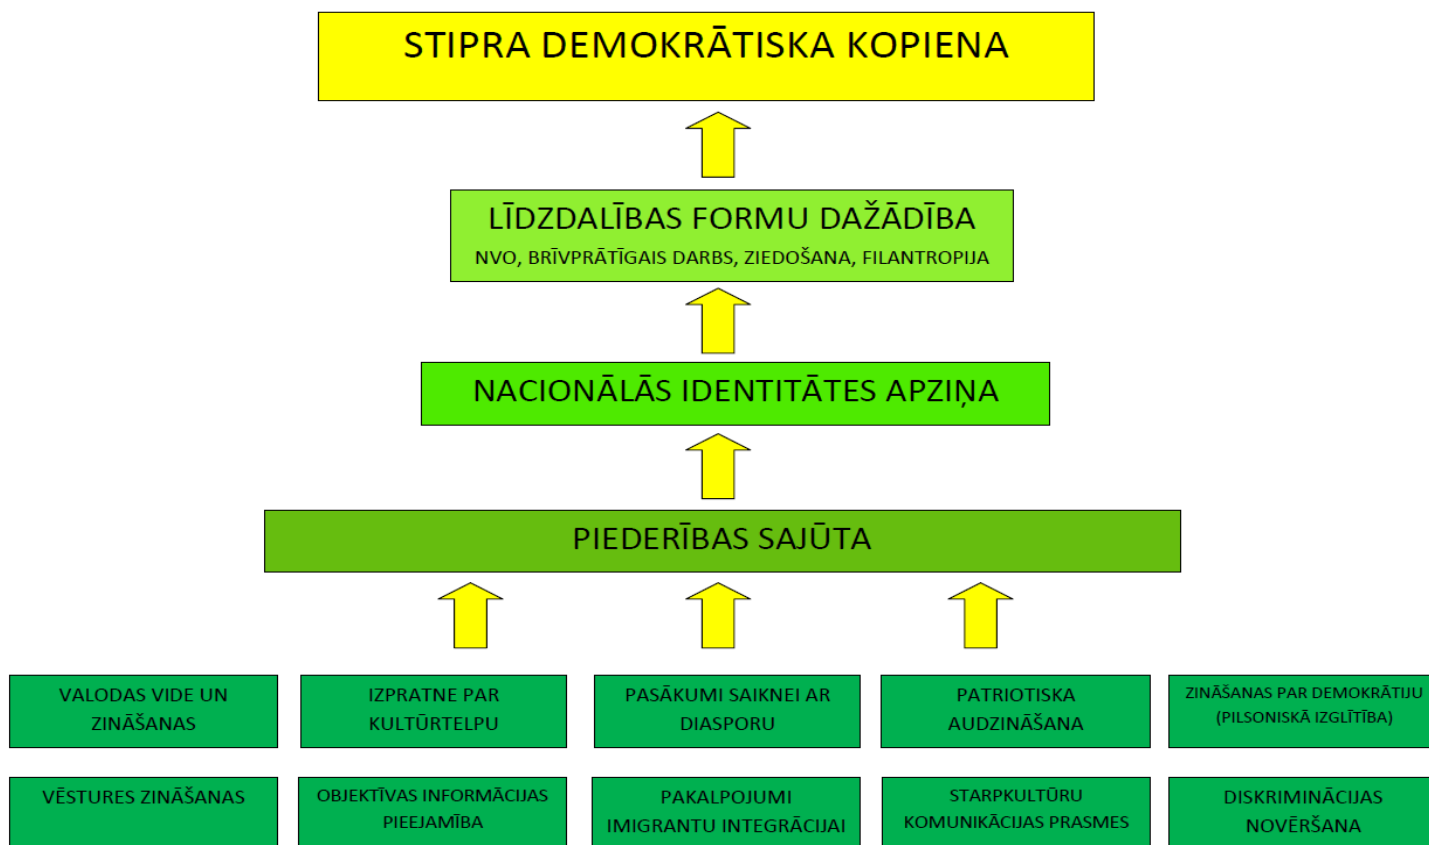 STIPRA DEMOKRĀTISKA KOPIENA
LĪDZDALĪBAS FORMU DAŽĀDĪBA
NVO, BRĪVPRĀTĪGAIS DARBS, ZIEDOŠANA, FILANTROPIJA
NACIONĀLĀS IDENTITĀTES APZIŅA
PIEDERĪBAS SAJŪTA
VALODAS VIDE UN
ZINĀŠANAS
IZPRATNE PAR
KULTŪRTELPU
PASĀKUMI SAIKNEI AR
DIASPORU
PATRIOTISKA
AUDZINĀŠANA
ZINĀŠANAS PAR DEMOKRĀTIJU
(PILSONISKĀ IZGLĪTĪBA)
VĒSTURES ZINĀŠANAS
OBJEKTĪVAS INFORMĀCIJAS
PIEEJAMĪBA
PAKALPOJUMI
IMIGRANTU INTEGRĀCIJAI
STARPKULTŪRU
KOMUNIKĀCIJAS PRASMES
DISKRIMINĀCIJAS
NOVĒRŠANA